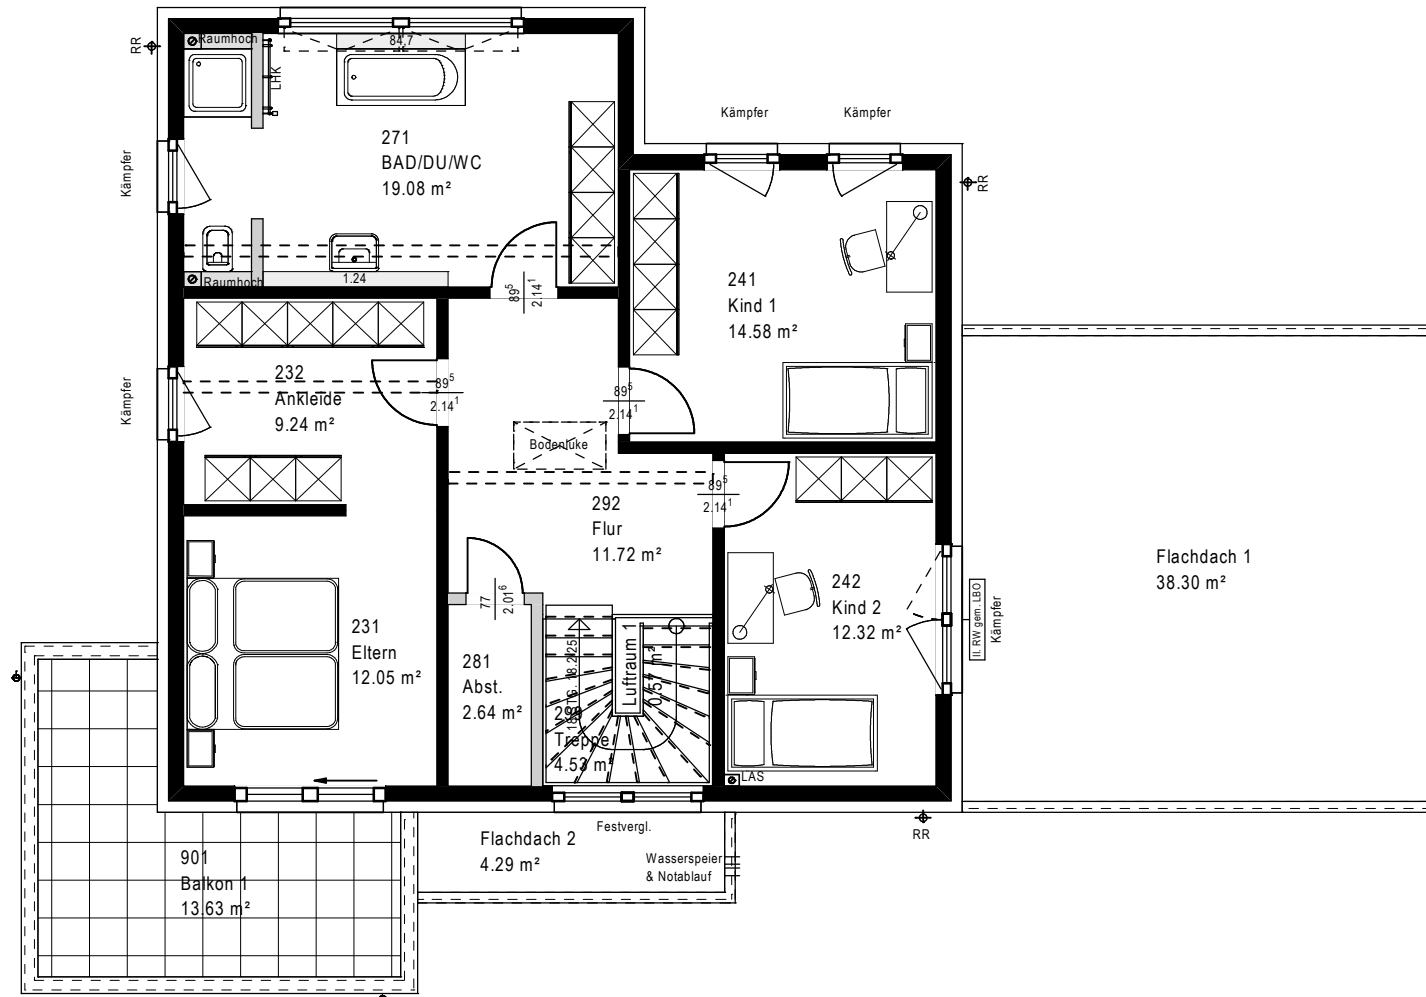 RR
Raumhoch
84,7
LHK
Kämpfer
271
BAD/DU/WC
19.08 m²
Kämpfer
Kämpfer
RR
Raumhoch
1.24
89⁵
2.14¹
241
Kind 1
14.58 m²
Kämpfer
232
Ankleide
9.24 m²
89⁵
2.14¹
89⁵
2.14¹
Bodenluke
89⁵
2.14¹
292
Flur
11.72 m²
Flachdach 1
38.30 m²
242
Kind 2
12.32 m²
II. RW gem. LBO
Kämpfer
77
2.01⁶
231
Eltern
12.05 m²
281
Abst.
2.64 m²
Luftraum 1
Treppe
4.53 m²
LAS
Festvergl.
RR
Flachdach 2
4.29 m²
Wasserspeier
& Notablauf
901
Balkon 1
13.63 m²